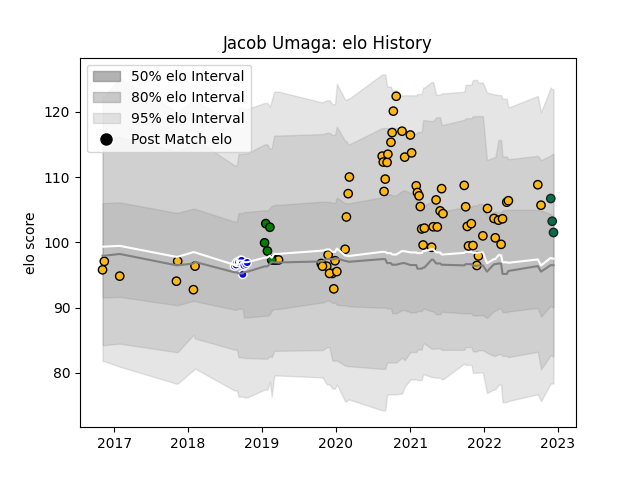 Jacob Umaga: elo History
50% elo Interval
80% elo Interval
95% elo Interval
Post Match elo
elo score
120
110
100
90
80
2017 2018 2019 2020 2021 2022 2023